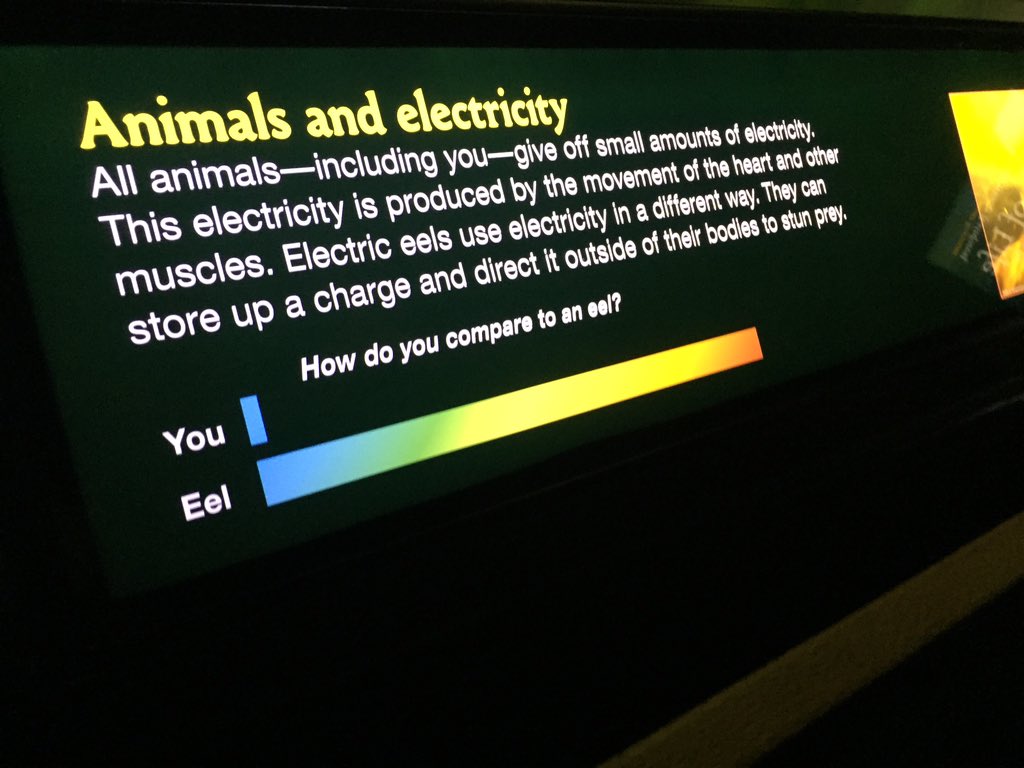 Animals and electricity
All animals—including you—give off small amounts of electricity.
This electricity is produced by the movement of the heart and other
muscles. Electric eels use electricity in a different way. They can
store up a charge and direct it outside of their bodies to stun prey.
How do you compare to an eel?
You
Eel